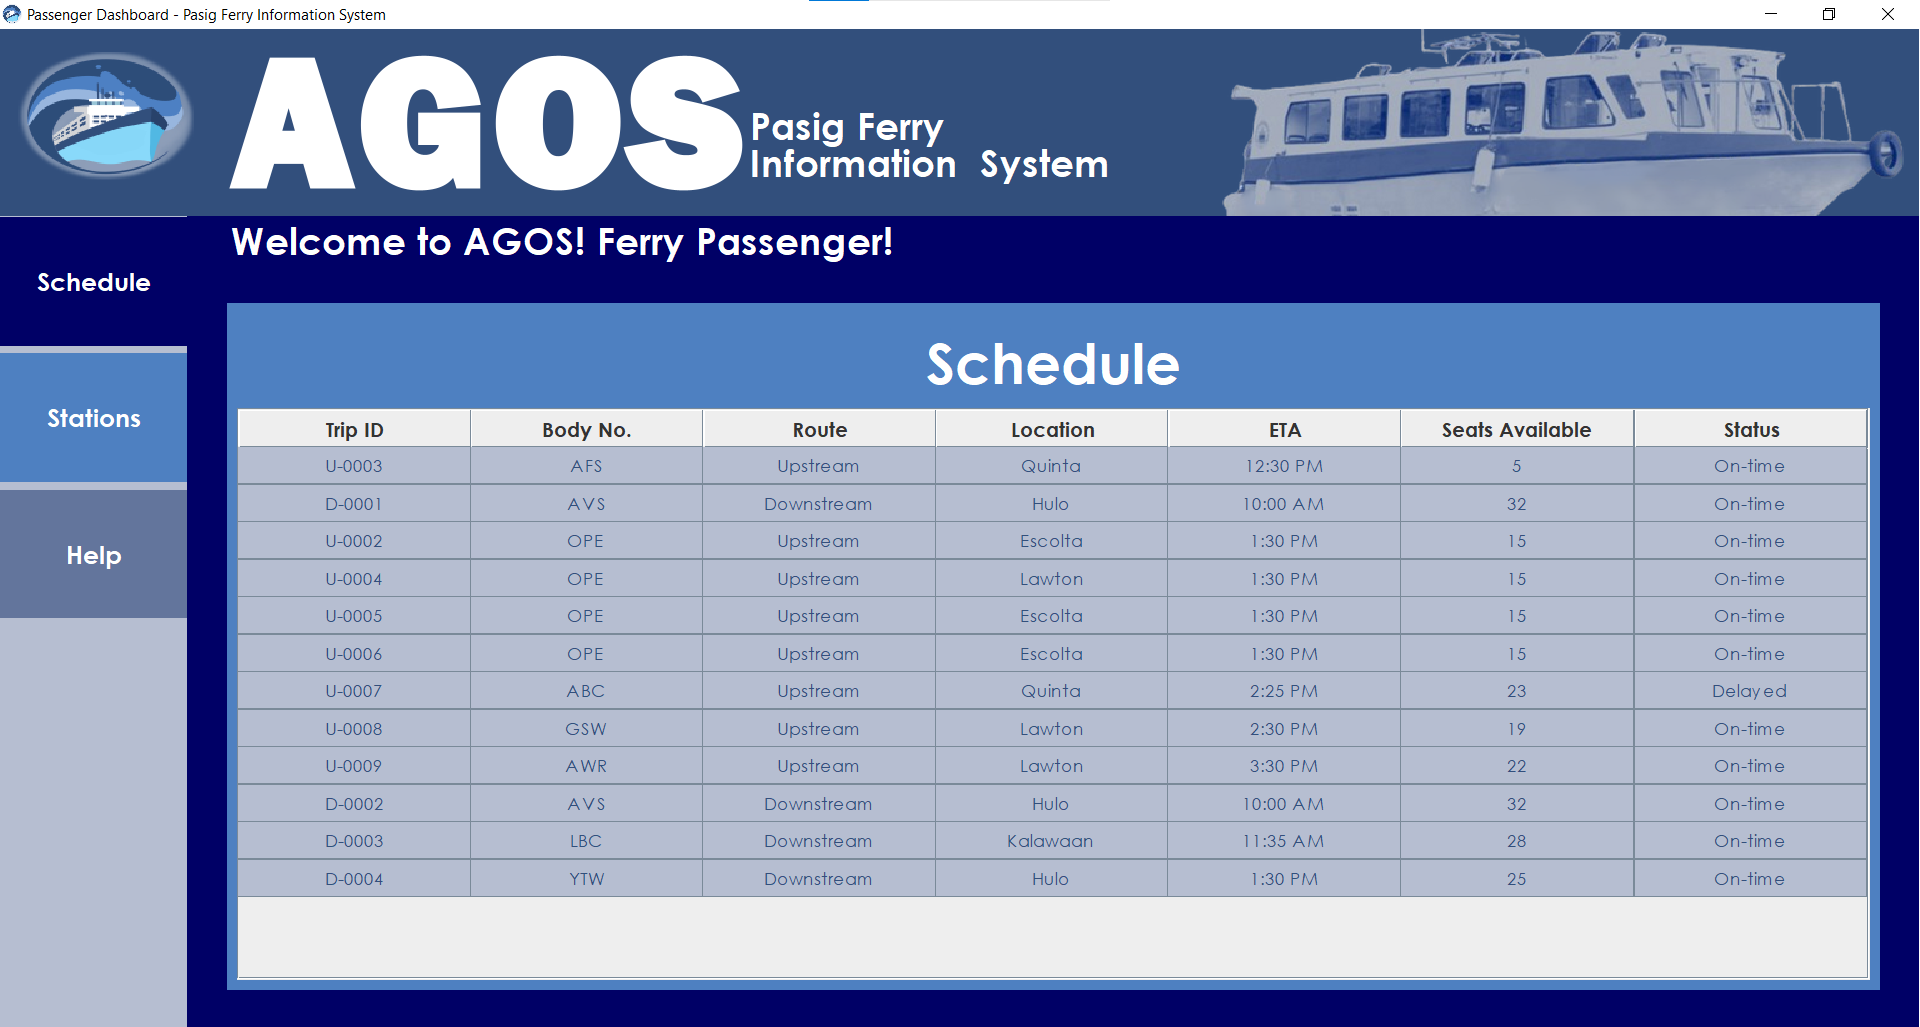 Passenger Dashboard - Pasig Ferry Information System
AGOS
Pasig Ferry
Information System
Welcome to AGOS! Ferry Passenger!
Schedule
Stations
Help
Schedule
Trip ID Body No. Route Location ETA Seats Available Status
U-0003 AFS Upstream Quinta 12:30 PM 5 On-time
D-0001 AVS Downstream Hulo 10:00 AM 32 On-time
U-0002 OPE Upstream Escolta 1:30 PM 15 On-time
U-0004 OPE Upstream Lawton 1:30 PM 15 On-time
U-0005 OPE Upstream Escolta 1:30 PM 15 On-time
U-0006 OPE Upstream Escolta 1:30 PM 15 On-time
U-0007 ABC Upstream Quinta 2:25 PM 23 Delayed
U-0008 GSW Upstream Lawton 2:30 PM 19 On-time
U-0009 AWR Upstream Lawton 3:30 PM 22 On-time
D-0002 AVS Downstream Hulo 10:00 AM 32 On-time
D-0003 LBC Downstream Kalawaan 11:35 AM 28 On-time
D-0004 YTW Downstream Hulo 1:30 PM 25 On-time